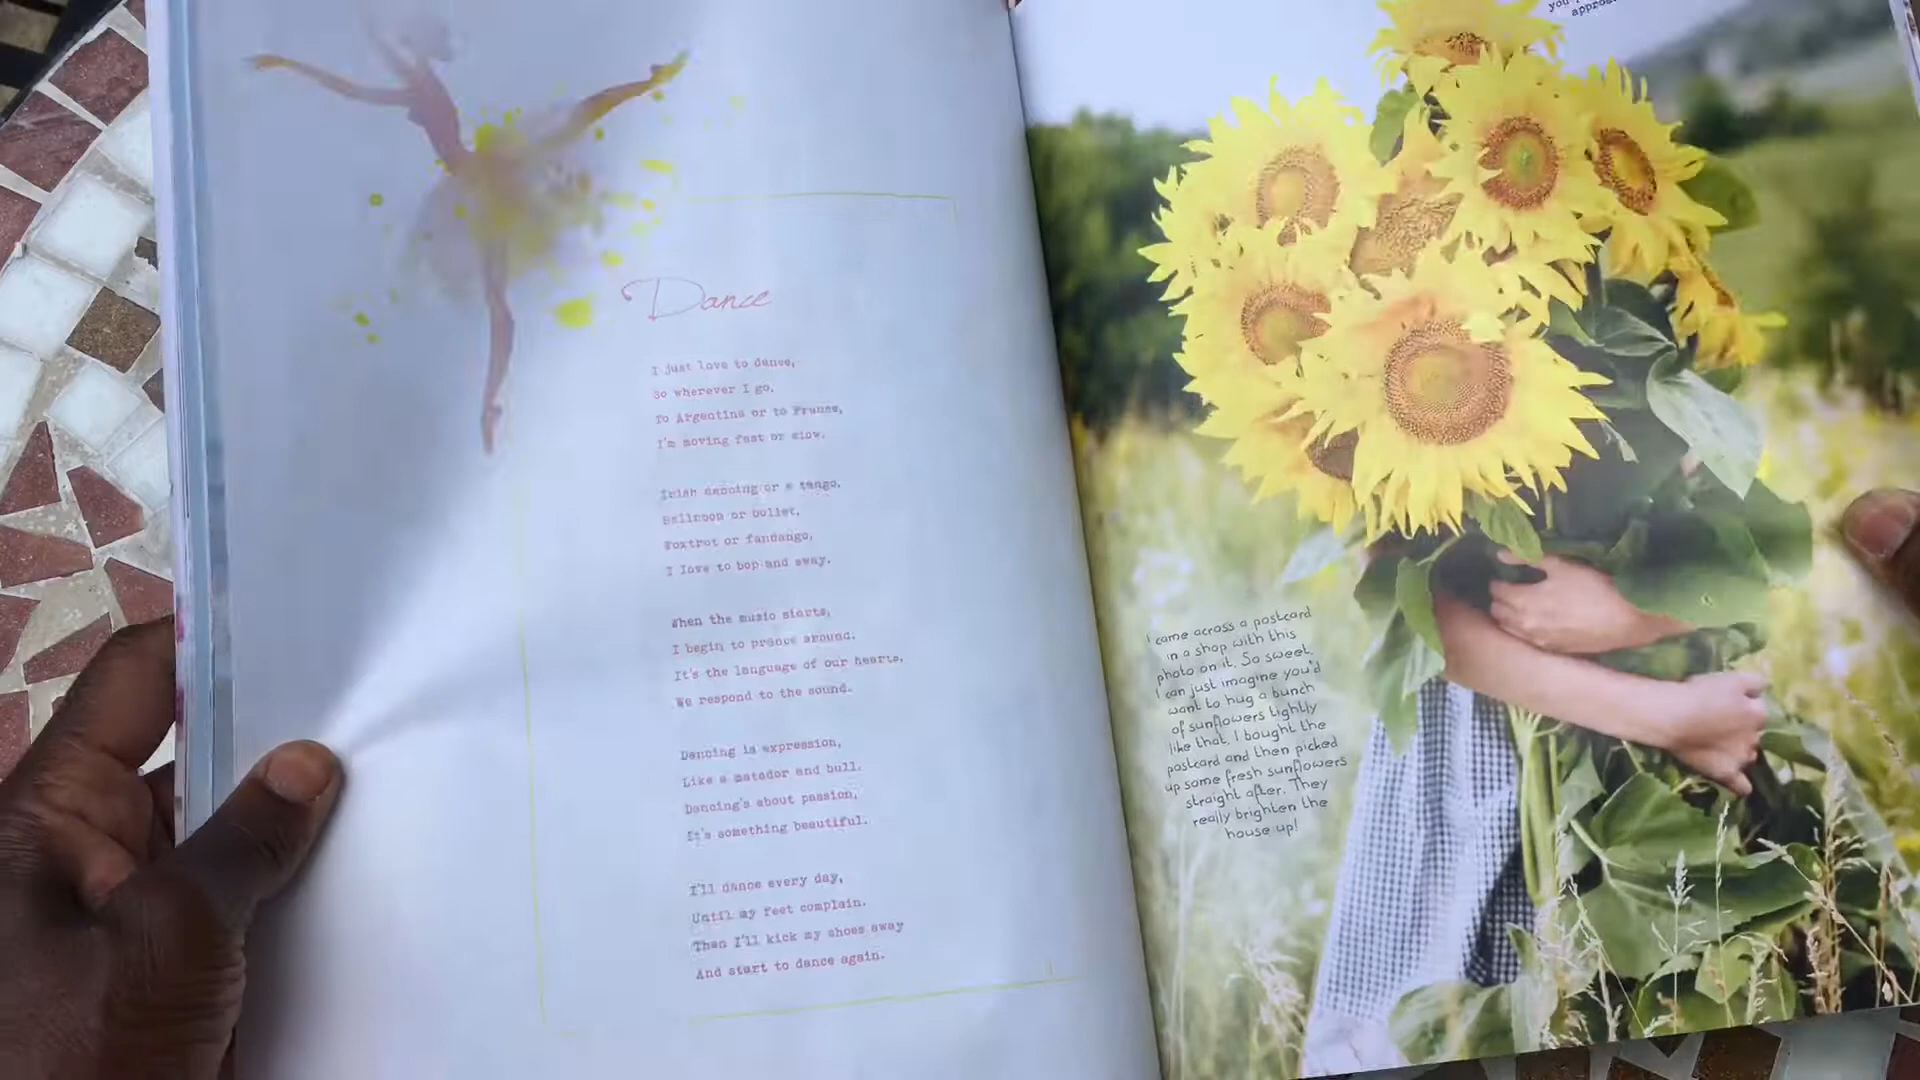 Dance
I just love to dance,
So wherever I go,
To Argentina or to France,
I'm moving fast or slow.
Irish dancing or a tango,
Ballroom or ballet,
Foxtrot or fandango,
I love to bop and sway.
When the music starts,
I begin to prance around.
It's the language of our hearts,
We respond to the sound.
Dancing is expression,
Like a matador and bull.
Dancing's about passion,
It's something beautiful.
I'll dance every day,
Until my feet complain.
Then I'll kick my shoes away
And start to dance again.
I came across a postcard
in a shop with this
photo on it. So sweet.
I can just imagine you'd
want to hug a bunch
of sunflowers tightly
like that. I bought the
postcard and then picked
up some fresh sunflowers
straight after. They
really brighten the
house up!